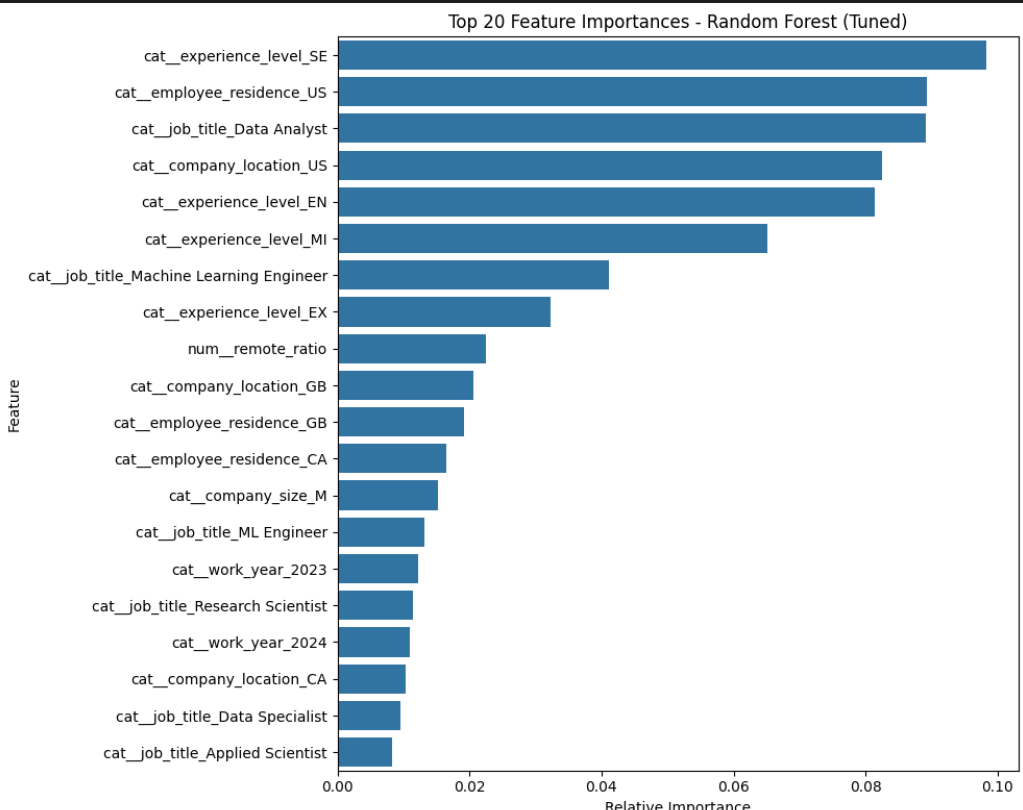 Top 20 Feature Importances - Random Forest (Tuned)
cat__experience_level_SE
cat__employee_residence_US
cat__job_title_Data Analyst
cat__company_location_US
cat__experience_level_EN
cat__experience_level_MI
cat__job_title_Machine Learning Engineer
cat__experience_level_EX
num__remote_ratio
cat__company_location_GB
cat__employee_residence_GB
cat__employee_residence_CA
cat__company_size_M
cat__job_title_ML Engineer
cat__work_year_2023
cat__job_title_Research Scientist
cat__work_year_2024
cat__company_location_CA
cat__job_title_Data Specialist
cat__job_title_Applied Scientist
Feature
0.00 0.02 0.04 0.06 0.08 0.10
Relative Importance